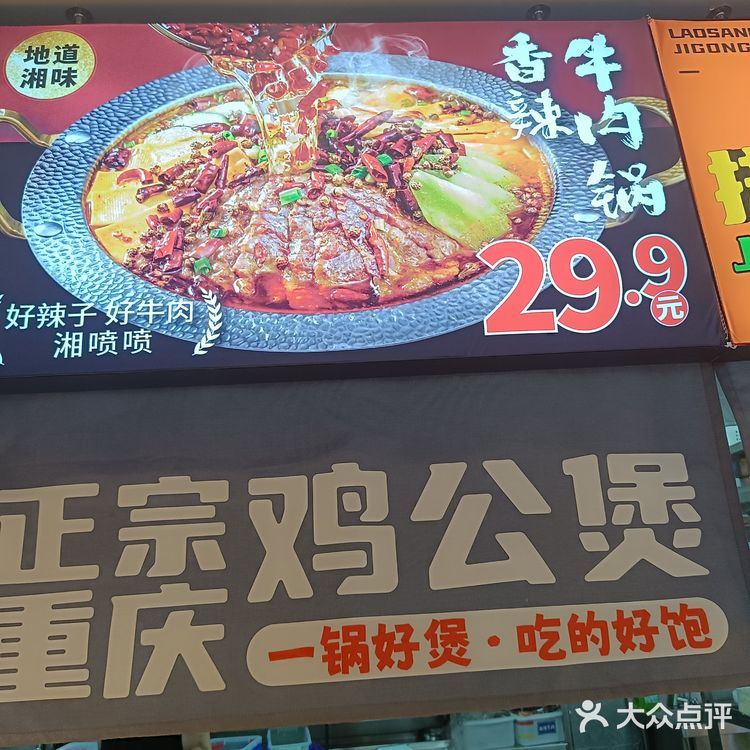 地道
湘味
香辣
牛肉锅
29.9元
好辣子 好牛肉
湘喷喷
LAOSAN
JIGONG
正宗
重庆
鸡公煲
一锅好煲·吃的好饱
大众点评